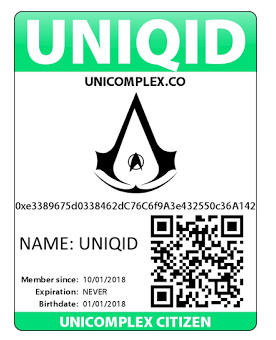 UNIQID
UNICOMPLEX.CO
0xe3389675d0338462dC76C6f9A3e432550c36A142
NAME: UNIQID
Member since: 10/01/2018
Expiration: NEVER
Birthdate: 01/01/2018
UNICOMPLEX CITIZEN